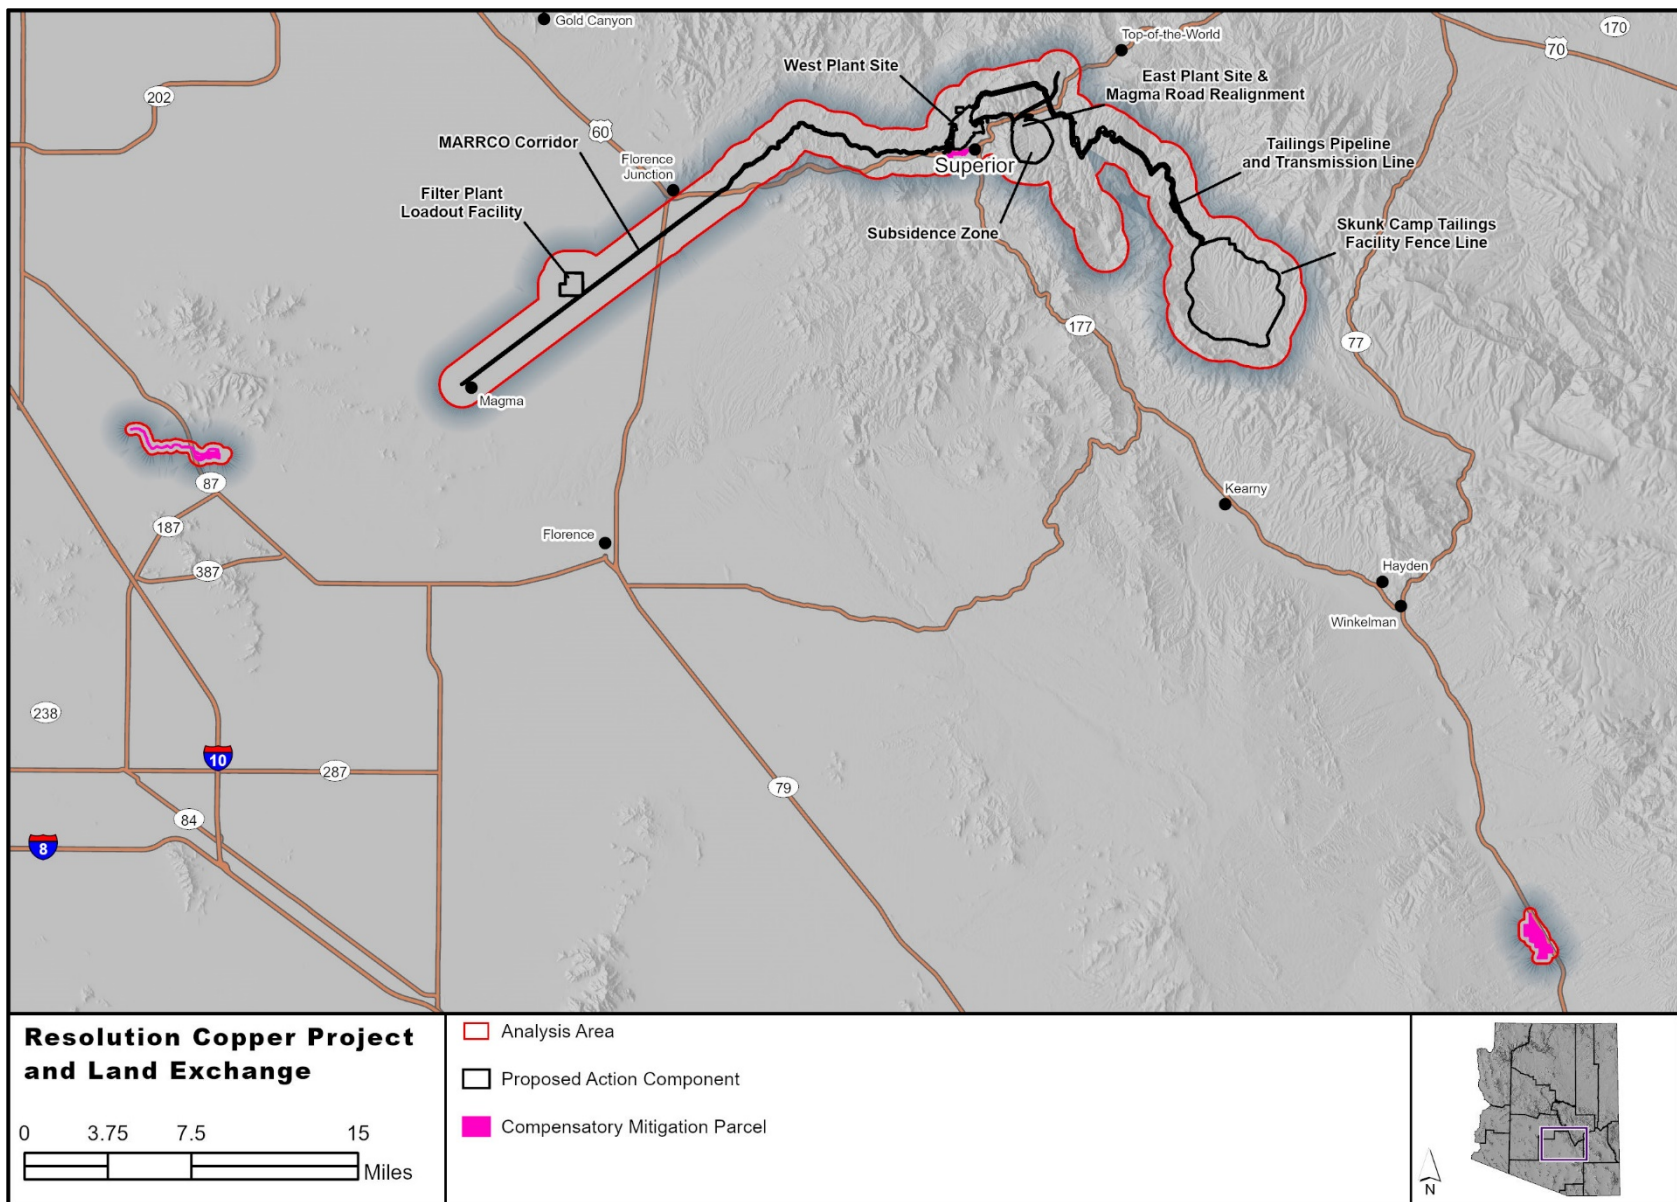 Gold Canyon
Top-of-the-World
170
70
West Plant Site
East Plant Site &
Magma Road Realignment
202
60
MARRCO Corridor
Florence
Junction
Superior
Tailings Pipeline
and Transmission Line
Filter Plant
Loadout Facility
Subsidence Zone
Skunk Camp Tailings
Facility Fence Line
177
77
Magma
87
187
387
Florence
Kearny
Hayden
Winkelman
238
10
287
79
84
8
Resolution Copper Project
and Land Exchange
0 3.75 7.5 15
Miles
Analysis Area
Proposed Action Component
Compensatory Mitigation Parcel
N